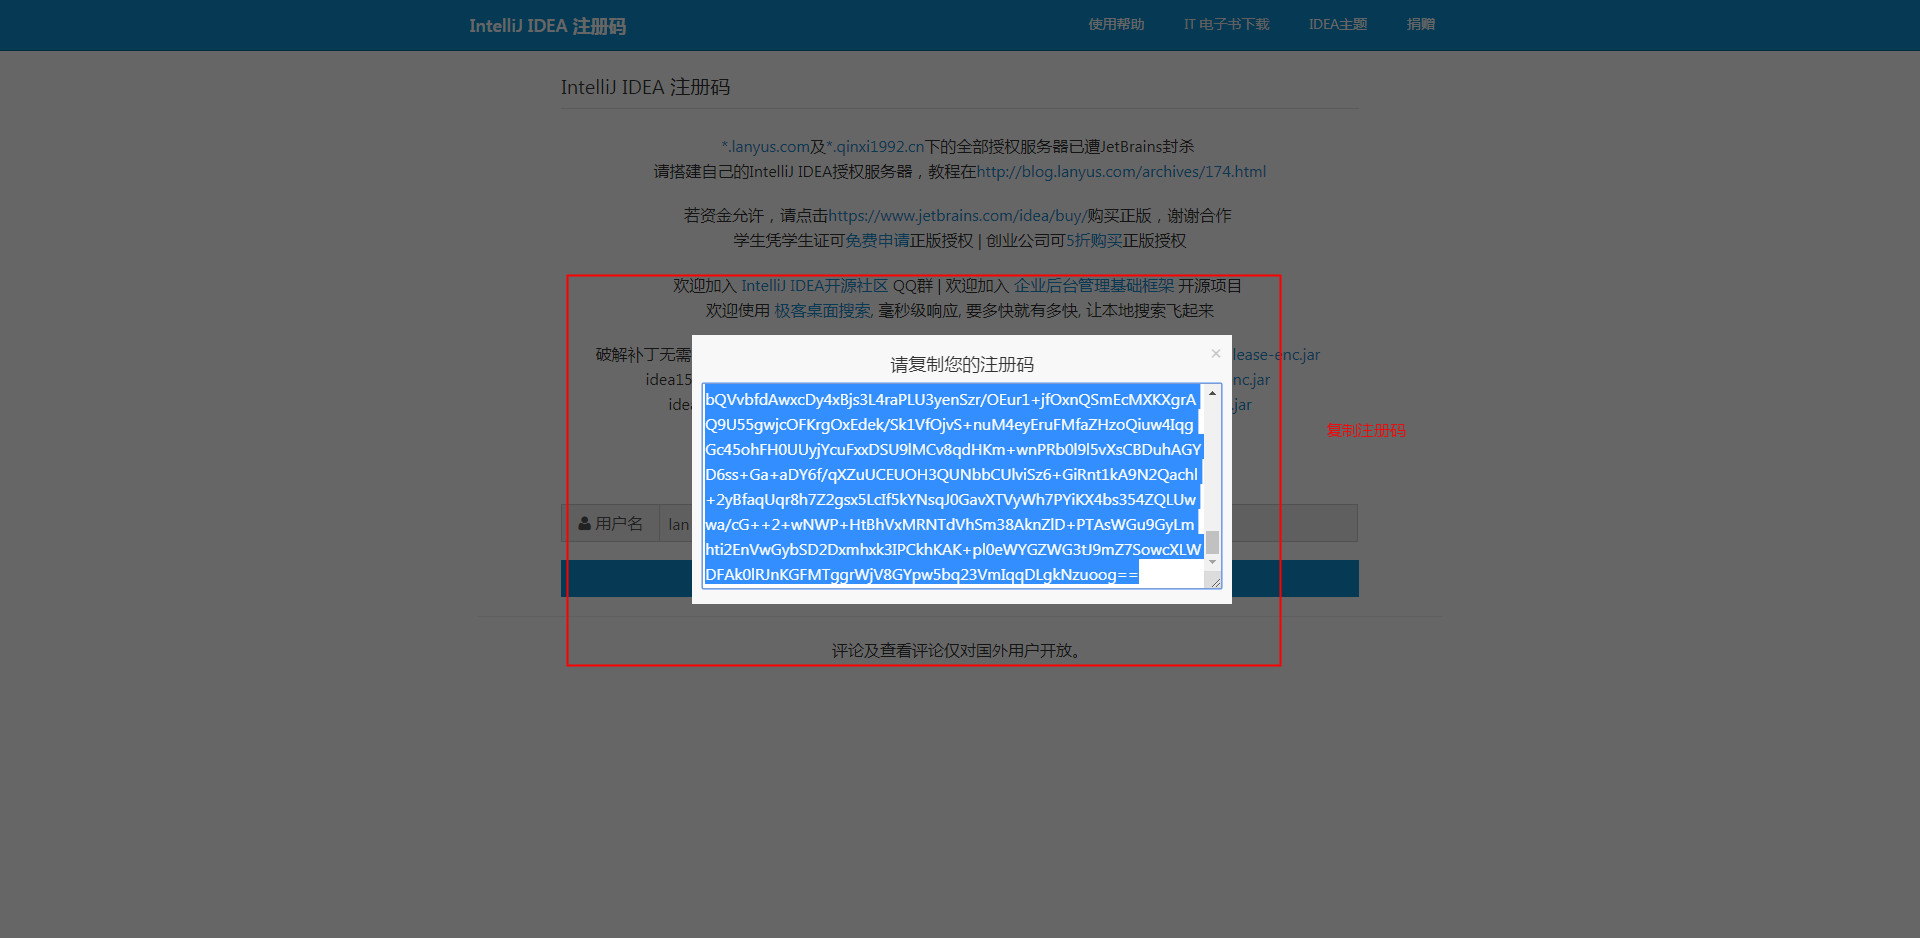 IntelliJ IDEA 注册码
使用帮助
IT 电子书下载
IDEA主题
捐赠
IntelliJ IDEA 注册码
*.lanyus.com及*.qinxi1992.cn下的全部授权服务器已遭JetBrains封杀
请搭建自己的IntelliJ IDEA授权服务器，教程在http://blog.lanyus.com/archives/174.html
若资金允许，请点击https://www.jetbrains.com/idea/buy/购买正版，谢谢合作
学生凭学生证可免费申请正版授权 | 创业公司可5折购买正版授权
欢迎加入 IntelliJ IDEA开源社区 QQ群 | 欢迎加入 企业后台管理基础框架 开源项目
欢迎使用 极客桌面搜索, 毫秒级响应, 要多快就有多快, 让本地搜索飞起来
破解补丁无需
lease-enc.jar
idea15
nc.jar
idea
.jar
请复制您的注册码
×
bQVvbfdAwxcDy4xBjs3L4raPLU3yenSzr/OEur1+jfOxnQSmEcMXKXgrA
Q9U55gwjcOFKrgOxEdek/Sk1VfOjvS+nuM4eyEruFMfaZHzoQiuw4Iqg
Gc45ohFH0UUyjYcuFxxDSU9lMCv8qdHKm+wnPRb0l9l5vXsCBDuhAGY
D6ss+Ga+aDY6f/qXZuUCEUOH3QUNbbCUlviSz6+GiRnt1kA9N2Qachl
+2yBfaqUqr8h7Z2gsx5LcIf5kYNsqJ0GavXTVyWh7PYiKX4bs354ZQLUw
wa/cG++2+wNWP+HtBhVxMRNTdVhSm38AknZlD+PTAsWGu9GyLm
hti2EnVwGybSD2Dxmhxk3IPCkhKAK+pl0eWYGZWG3tJ9mZ7SowcXLW
DFAk0lRJnKGFMTggrWjV8GYpw5bq23VmIqqDLgkNzuoog==
复制注册码
用户名
lan
评论及查看评论仅对国外用户开放。